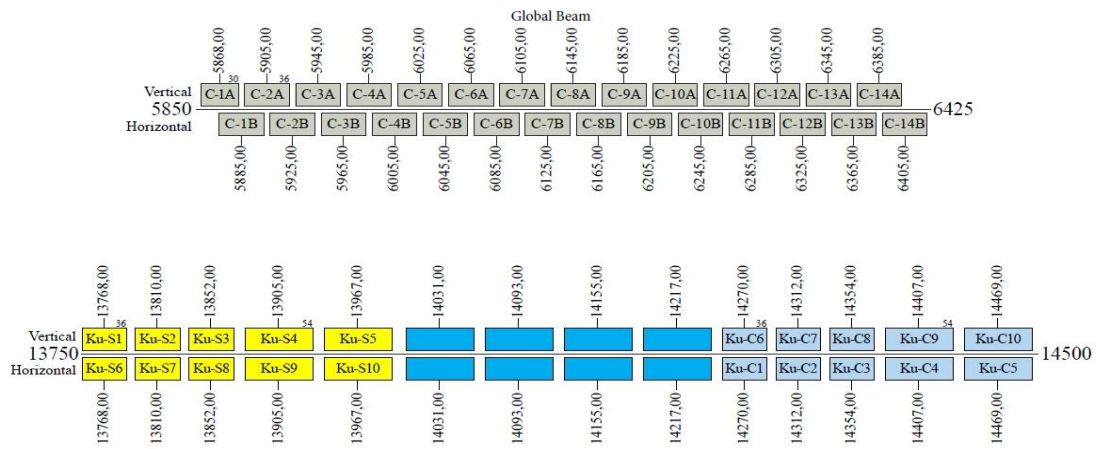 Global Beam
5868,00 5905,00 5945,00 5985,00 6025,00 6065,00 6105,00 6145,00 6185,00 6225,00 6265,00 6305,00 6345,00 6385,00
30 36
Vertical C-1A C-2A C-3A C-4A C-5A C-6A C-7A C-8A C-9A C-10A C-11A C-12A C-13A C-14A
5850 6425
Horizontal C-1B C-2B C-3B C-4B C-5B C-6B C-7B C-8B C-9B C-10B C-11B C-12B C-13B C-14B
5885,00 5925,00 5965,00 6005,00 6045,00 6085,00 6125,00 6165,00 6205,00 6245,00 6285,00 6325,00 6365,00 6405,00
13768,00 13810,00 13852,00 13905,00 13967,00 14031,00 14093,00 14155,00 14217,00 14270,00 14312,00 14354,00 14407,00 14469,00
36 54 36 54
Vertical Ku-S1 Ku-S2 Ku-S3 Ku-S4 Ku-S5 Ku-C6 Ku-C7 Ku-C8 Ku-C9 Ku-C10
13750 14500
Horizontal Ku-S6 Ku-S7 Ku-S8 Ku-S9 Ku-S10 Ku-C1 Ku-C2 Ku-C3 Ku-C4 Ku-C5
13768,00 13810,00 13852,00 13905,00 13967,00 14031,00 14093,00 14155,00 14217,00 14270,00 14312,00 14354,00 14407,00 14469,00